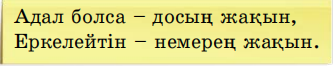 Адал болса – досың жақын,
Еркелейтін – немерең жақын.